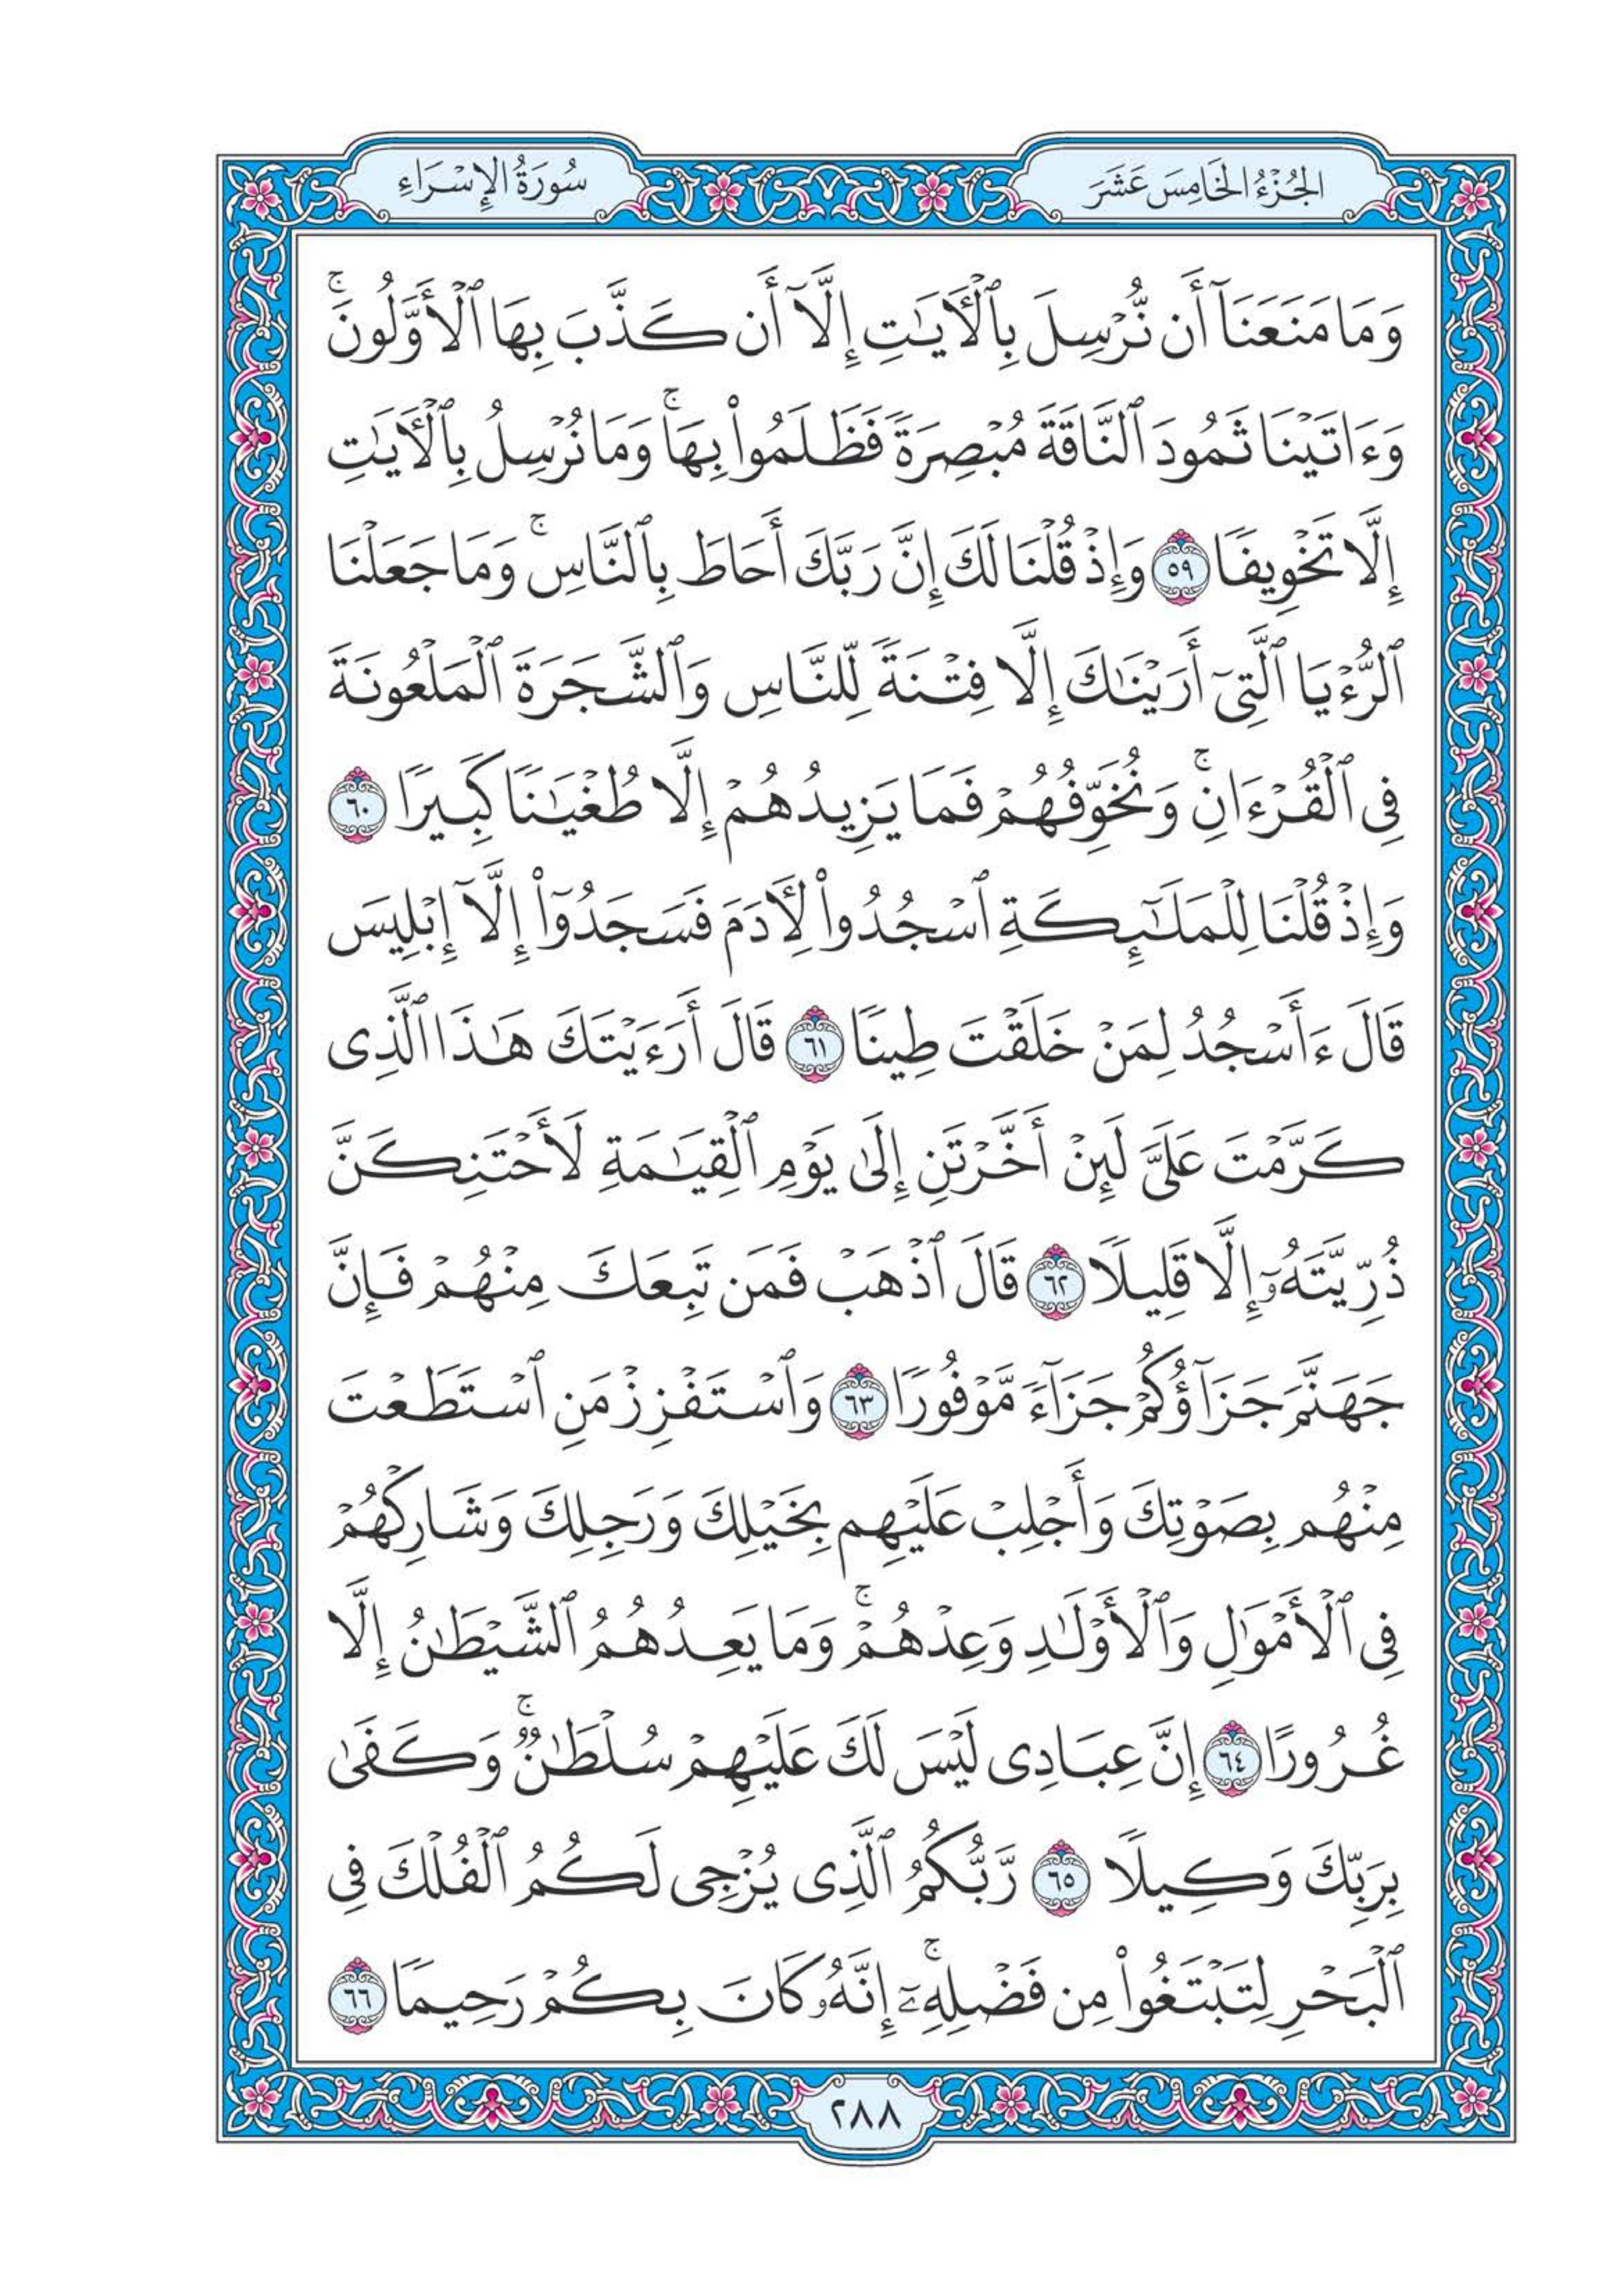 الجُزْءُ الخَامِسَ عَشَرَ
سُورَةُ الإِسْرَاءِ
وَمَا مَنَعَنَآ أَن نُّرْسِلَ بِٱلْأٓيَٰتِ إِلَّآ أَن كَذَّبَ بِهَا ٱلْأَوَّلُونَۚ
وَءَاتَيْنَا ثَمُودَ ٱلنَّاقَةَ مُبْصِرَةً فَظَلَمُوا۟ بِهَاۚ وَمَا نُرْسِلُ بِٱلْأٓيَٰتِ
إِلَّا تَخْوِيفًا ٥٩ وَإِذْ قُلْنَا لَكَ إِنَّ رَبَّكَ أَحَاطَ بِٱلنَّاسِۚ وَمَا جَعَلْنَا
ٱلرُّءْيَا ٱلَّتِىٓ أَرَيْنَٰكَ إِلَّا فِتْنَةً لِّلنَّاسِ وَٱلشَّجَرَةَ ٱلْمَلْعُونَةَ
فِى ٱلْقُرْءَانِۚ وَنُخَوِّفُهُمْ فَمَا يَزِيدُهُمْ إِلَّا طُغْيَٰنًا كَبِيرًا ٦٠
وَإِذْ قُلْنَا لِلْمَلَٰٓئِكَةِ ٱسْجُدُوا۟ لِأٓدَمَ فَسَجَدُوٓا۟ إِلَّآ إِبْلِيسَ
قَالَ ءَأَسْجُدُ لِمَنْ خَلَقْتَ طِينًا ٦١ قَالَ أَرَءَيْتَكَ هَٰذَا ٱلَّذِى
كَرَّمْتَ عَلَىَّ لَئِنْ أَخَّرْتَنِ إِلَىٰ يَوْمِ ٱلْقِيَٰمَةِ لَأَحْتَنِكَنَّ
ذُرِّيَّتَهُۥٓ إِلَّا قَلِيلًا ٦٢ قَالَ ٱذْهَبْ فَمَن تَبِعَكَ مِنْهُمْ فَإِنَّ
جَهَنَّمَ جَزَآؤُكُمْ جَزَآءً مَّوْفُورًا ٦٣ وَٱسْتَفْزِزْ مَنِ ٱسْتَطَعْتَ
مِنْهُم بِصَوْتِكَ وَأَجْلِبْ عَلَيْهِم بِخَيْلِكَ وَرَجِلِكَ وَشَارِكْهُمْ
فِى ٱلْأَمْوَٰلِ وَٱلْأَوْلَٰدِ وَعِدْهُمْۚ وَمَا يَعِدُهُمُ ٱلشَّيْطَٰنُ إِلَّا
غُرُورًا ٦٤ إِنَّ عِبَادِى لَيْسَ لَكَ عَلَيْهِمْ سُلْطَٰنٌۚ وَكَفَىٰ
بِرَبِّكَ وَكِيلًا ٦٥ رَّبُّكُمُ ٱلَّذِى يُزْجِى لَكُمُ ٱلْفُلْكَ فِى
ٱلْبَحْرِ لِتَبْتَغُوا۟ مِن فَضْلِهِۦٓۚ إِنَّهُۥ كَانَ بِكُمْ رَحِيمًا ٦٦
٢٨٨